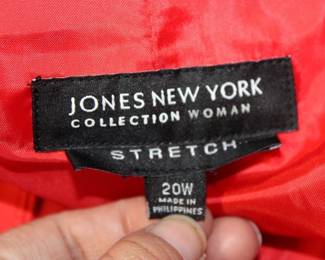 JONES NEW YORK
COLLECTION WOMAN
STRETCH
20W
MADE IN
PHILIPPINES